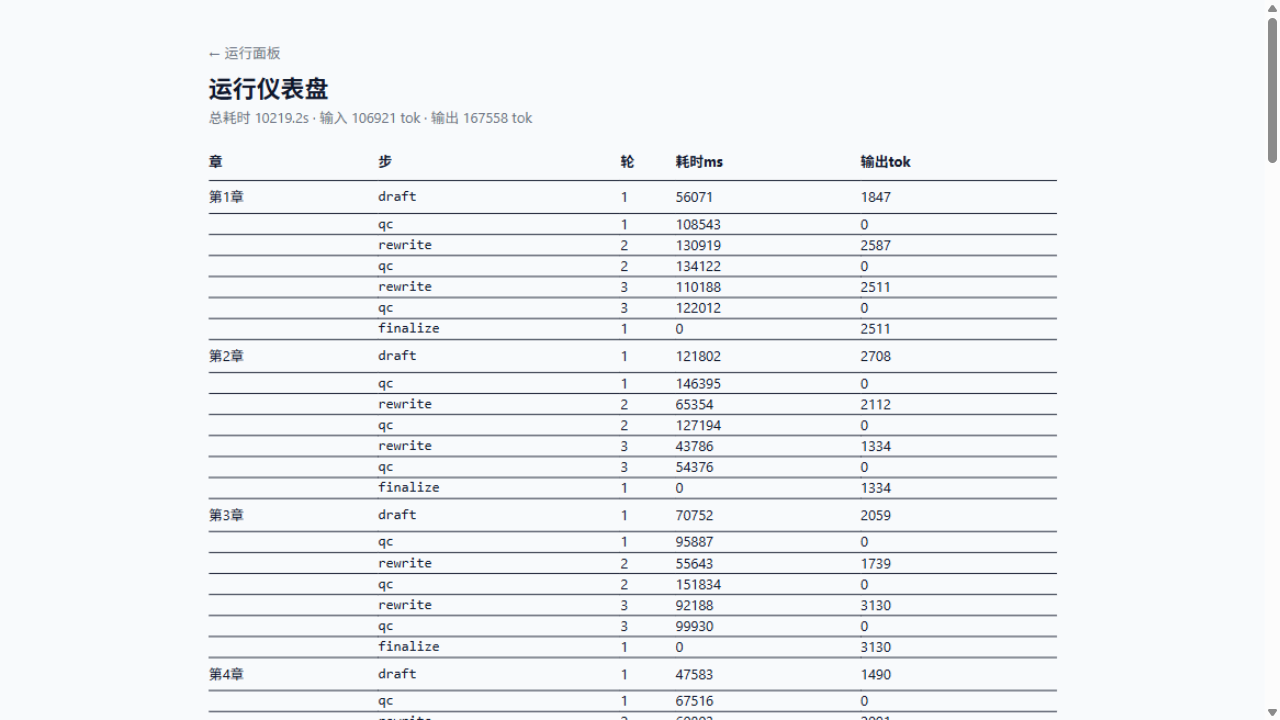 ← 运行面板
运行仪表盘
总耗时 10219.2s · 输入 106921 tok · 输出 167558 tok
章 步 轮 耗时ms 输出tok
第1章 draft 1 56071 1847
qc 1 108543 0
rewrite 2 130919 2587
qc 2 134122 0
rewrite 3 110188 2511
qc 3 122012 0
finalize 1 0 2511
第2章 draft 1 121802 2708
qc 1 146395 0
rewrite 2 65354 2112
qc 2 127194 0
rewrite 3 43786 1334
qc 3 54376 0
finalize 1 0 1334
第3章 draft 1 70752 2059
qc 1 95887 0
rewrite 2 55643 1739
qc 2 151834 0
rewrite 3 92188 3130
qc 3 99930 0
finalize 1 0 3130
第4章 draft 1 47583 1490
qc 1 67516 0
rewrite 2